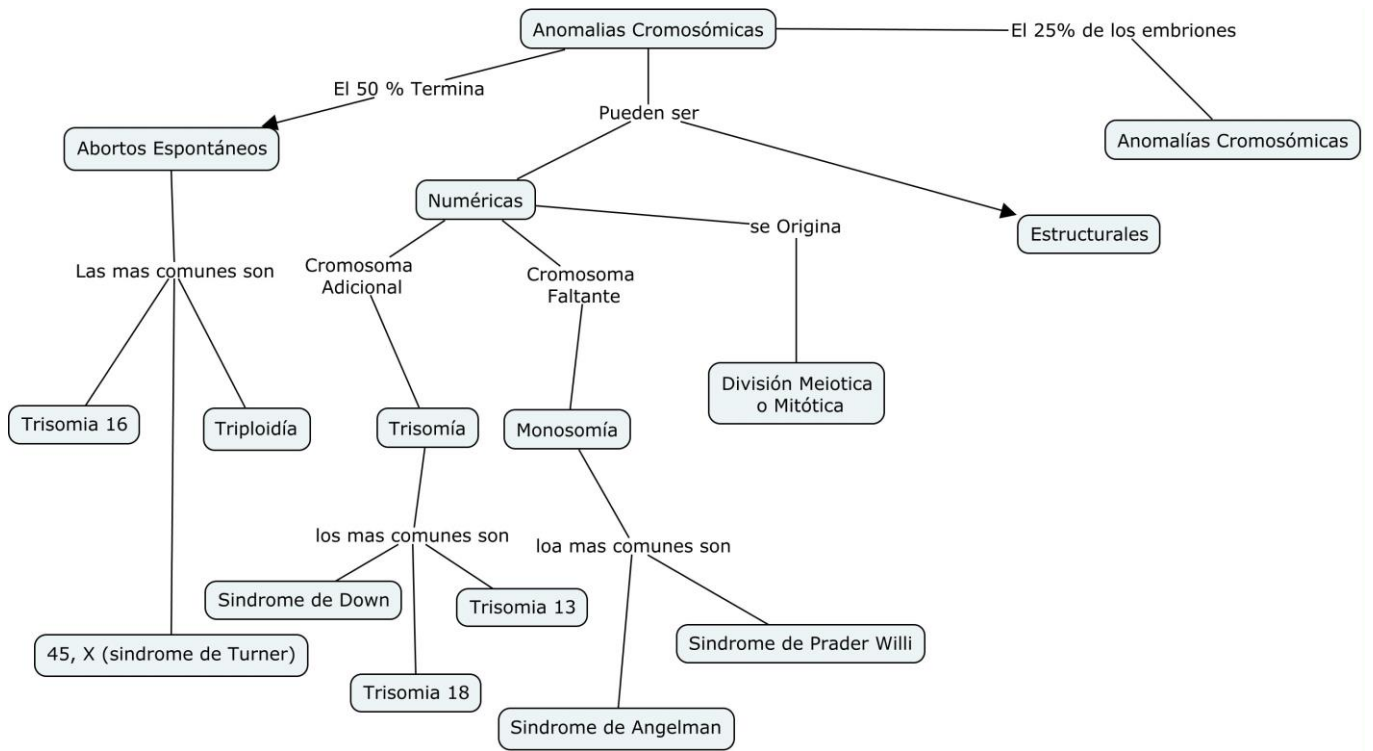 Anomalias Cromosómicas
El 25% de los embriones
El 50 % Termina
Pueden ser
Abortos Espontáneos
Anomalías Cromosómicas
Numéricas
se Origina
Estructurales
Las mas comunes son
Cromosoma
Adicional
Cromosoma
Faltante
División Meiotica
o Mitótica
Trisomia 16
Triploidía
Trisomía
Monosomía
los mas comunes son
loa mas comunes son
Sindrome de Down
Trisomia 13
45, X (sindrome de Turner)
Sindrome de Prader Willi
Trisomia 18
Sindrome de Angelman